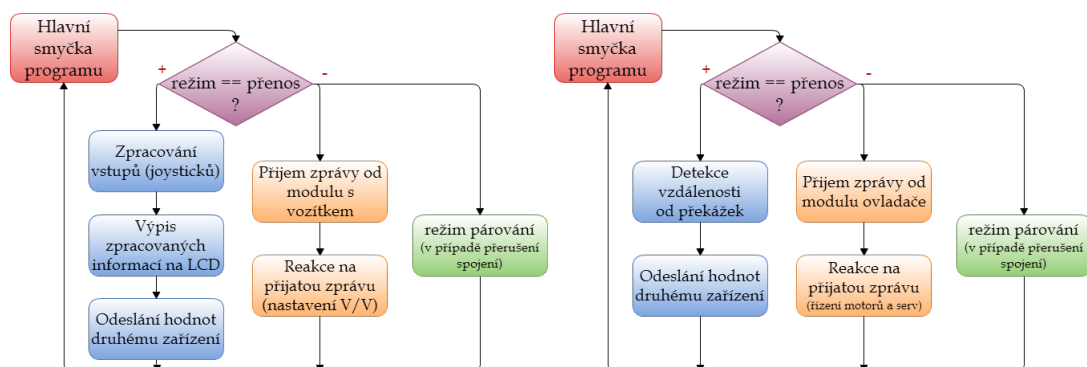 Hlavní
smyčka
programu
+
-
režim == přenos
?
Zpracování
vstupů (joysticků)
Výpis
zpracovaných
informací na LCD
Odeslání hodnot
druhému zařízení
Přijem zprávy od
modulu s
vozítkem
Reakce na
přijatou zprávu
(nastavení V/V)
režim párování
(v případě přerušení
spojení)
Hlavní
smyčka
programu
+
-
režim == přenos
?
Detekce
vzdálenosti
od překážek
Odeslání hodnot
druhému zařízení
Přijem zprávy od
modulu ovladače
Reakce na
přijatou zprávu
(řízení motorů a serv)
režim párování
(v případě přerušení
spojení)